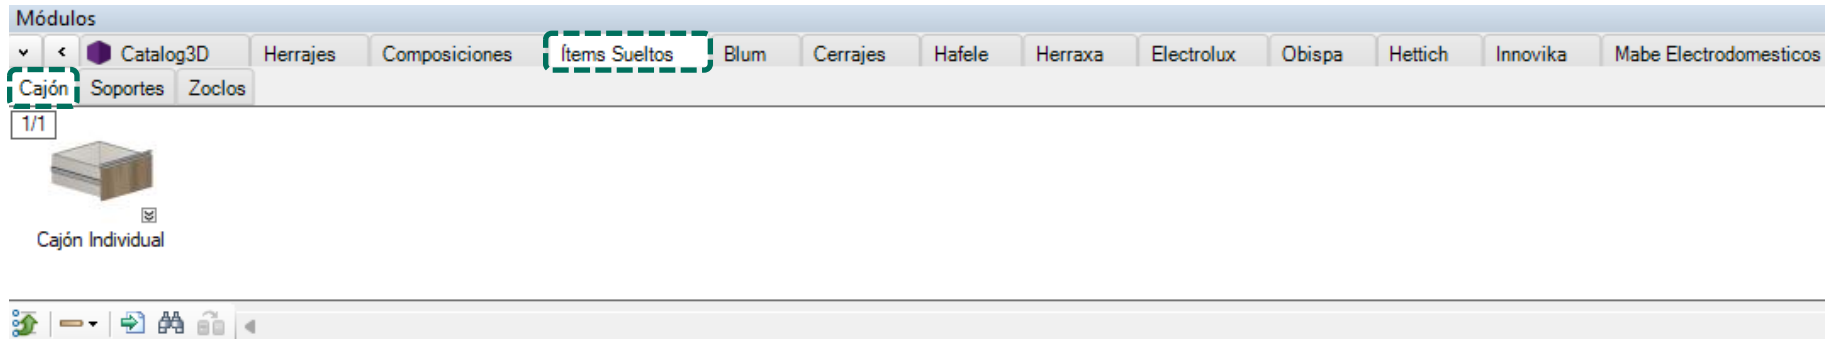 Módulos
Catalog3D Herrajes Composiciones Ítems Sueltos Blum Cerrajes Hafele Herraxa Electrolux Obispa Hettich Innovika Mabe Electrodomesticos
Cajón Soportes Zoclos
1/1
Cajón Individual